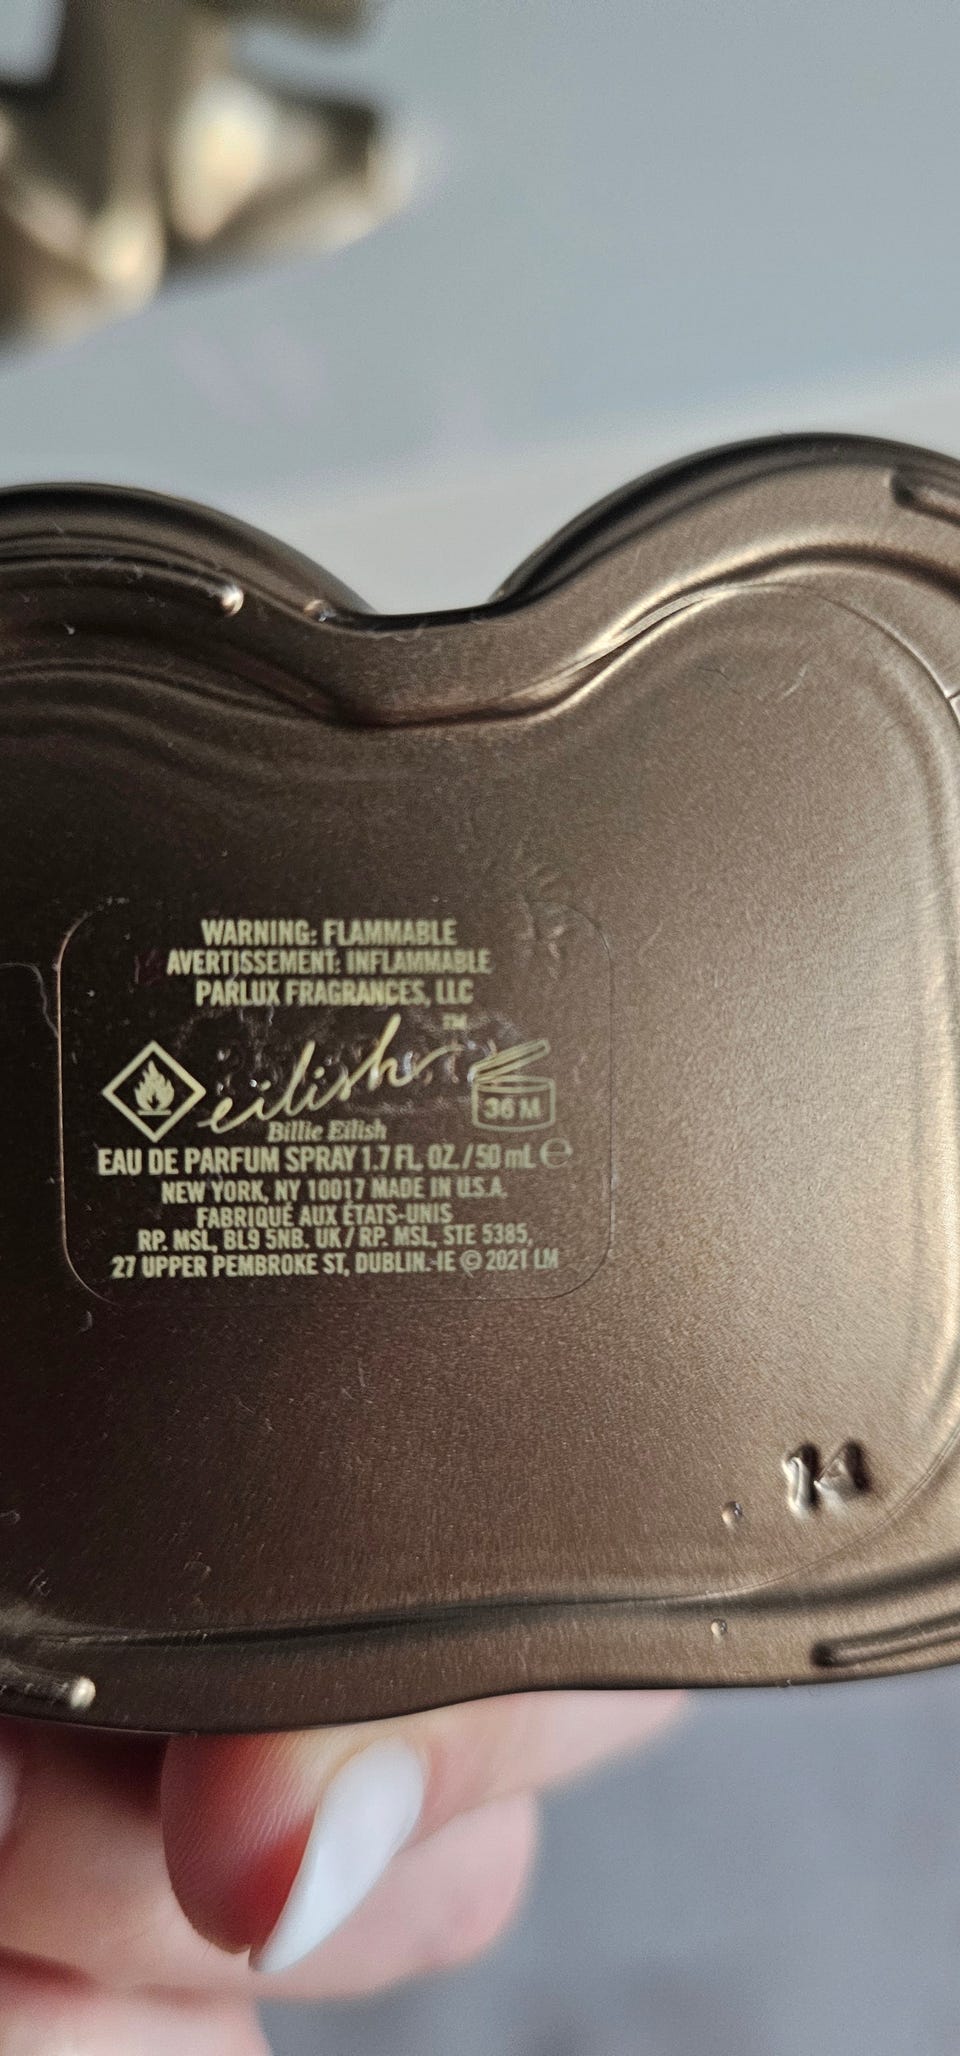 WARNING: FLAMMABLE
AVERTISSEMENT: INFLAMMABLE
PARLUX FRAGRANCES, LLC
eilish™
36 M
Billie Eilish
EAU DE PARFUM SPRAY 1.7 FL. OZ. / 50 mL ℮
NEW YORK, NY 10017 MADE IN U.S.A.
FABRIQUÉ AUX ÉTATS-UNIS
RP. MSL, BL9 5NB. UK / RP. MSL, STE 5385,
27 UPPER PEMBROKE ST, DUBLIN. IE © 2021 LM
14